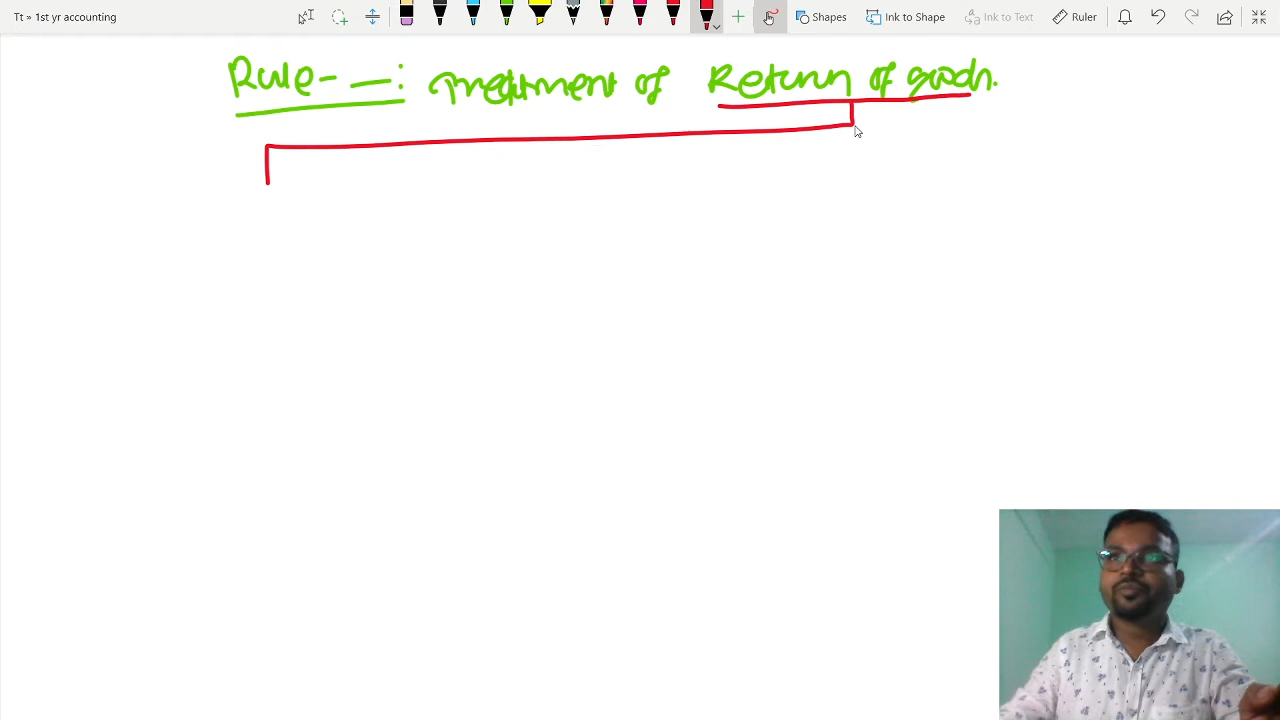 Tt » 1st yr accounting Shapes Ink to Shape Ink to Text Ruler
Rule- —: Treatment of Return of goods.